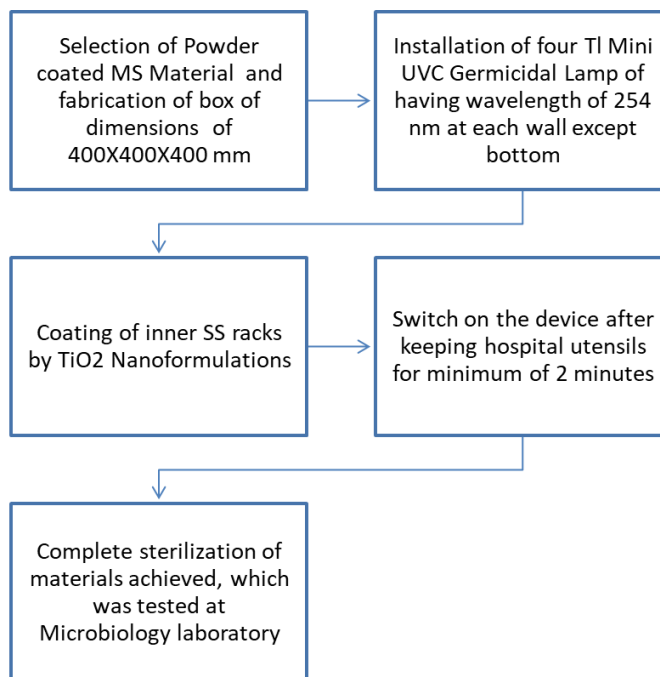 Selection of Powder
coated MS Material and
fabrication of box of
dimensions of
400X400X400 mm
Installation of four Tl Mini
UVC Germicidal Lamp of
having wavelength of 254
nm at each wall except
bottom
Coating of inner SS racks
by TiO2 Nanoformulations
Switch on the device after
keeping hospital utensils
for minimum of 2 minutes
Complete sterilization of
materials achieved, which
was tested at
Microbiology laboratory